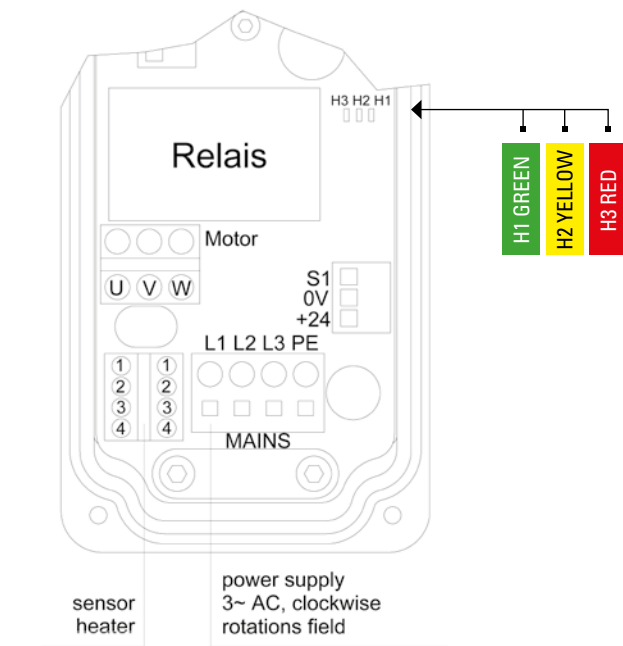 H3 H2 H1
Relais
H1 GREEN
H2 YELLOW
H3 RED
Motor
U V W
S1
0V
+24
L1 L2 L3 PE
1 1
2 2
3 3
4 4
MAINS
sensor
heater
power supply
3~ AC, clockwise
rotations field